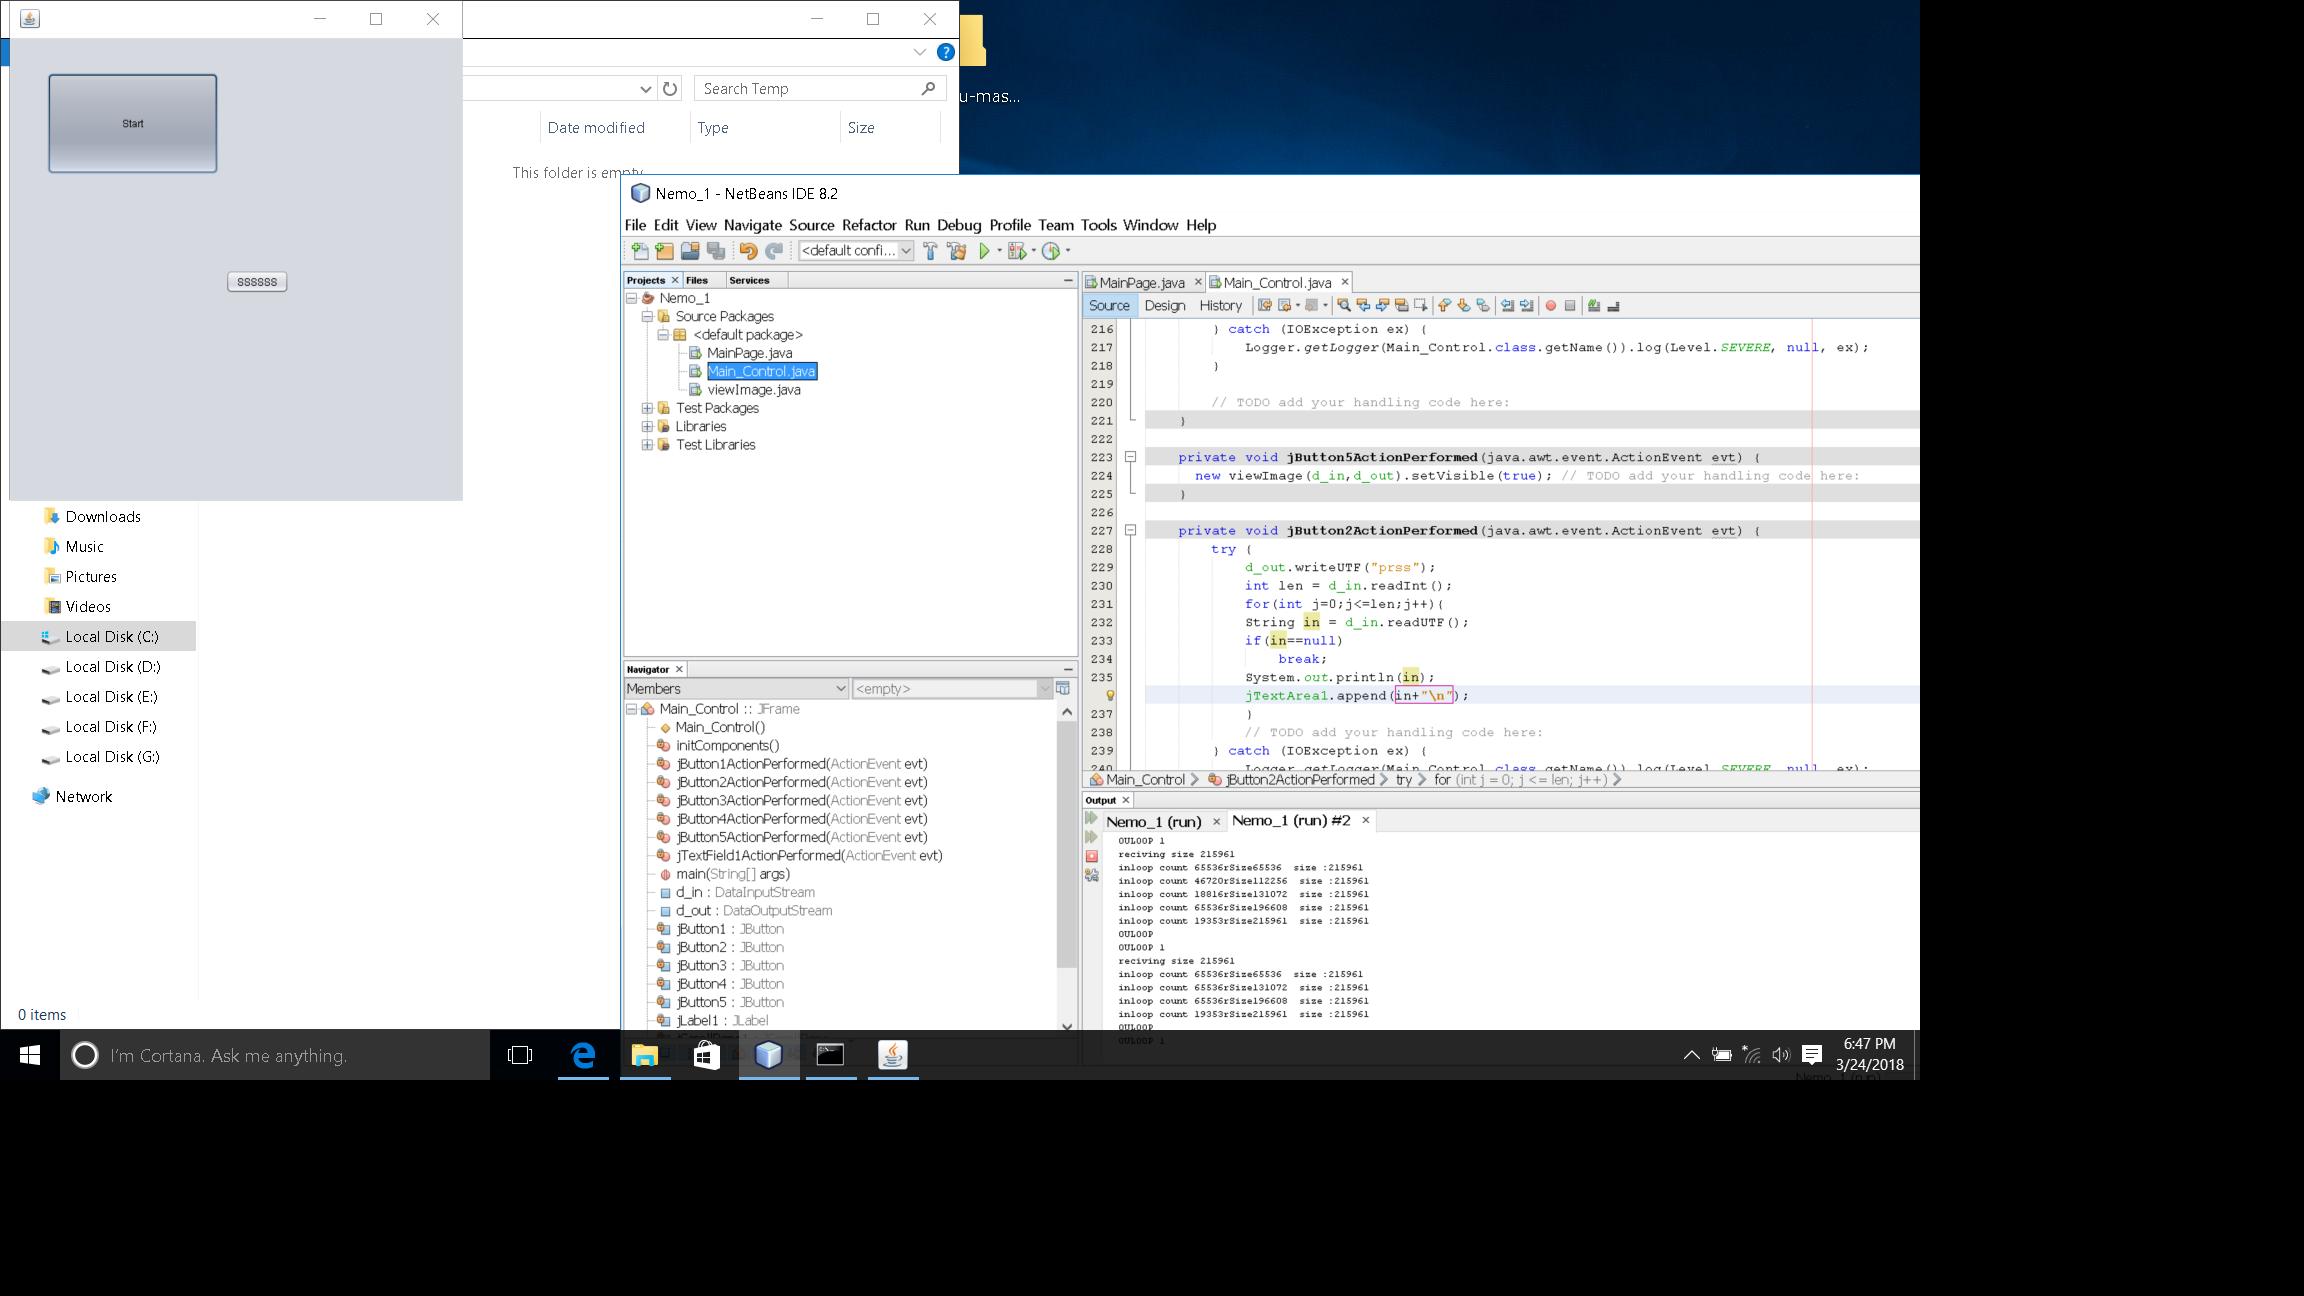 Start
ssssss
Search Temp
Date modified
Type
Size
This folder is empty.
u-mas...
Downloads
Music
Pictures
Videos
Local Disk (C:)
Local Disk (D:)
Local Disk (E:)
Local Disk (F:)
Local Disk (G:)
Network
0 items
Nemo_1 - NetBeans IDE 8.2
File Edit View Navigate Source Refactor Run Debug Profile Team Tools Window Help
<default confi...
Projects Files Services
Nemo_1
Source Packages
<default package>
MainPage.java
Main_Control.java
viewImage.java
Test Packages
Libraries
Test Libraries
Navigator
Members
<empty>
Main_Control :: JFrame
Main_Control()
initComponents()
jButton1ActionPerformed(ActionEvent evt)
jButton2ActionPerformed(ActionEvent evt)
jButton3ActionPerformed(ActionEvent evt)
jButton4ActionPerformed(ActionEvent evt)
jButton5ActionPerformed(ActionEvent evt)
jTextField1ActionPerformed(ActionEvent evt)
main(String[] args)
d_in : DataInputStream
d_out : DataOutputStream
jButton1 : JButton
jButton2 : JButton
jButton3 : JButton
jButton4 : JButton
jButton5 : JButton
jLabel1 : JLabel
MainPage.java Main_Control.java
Source Design History
216 } catch (IOException ex) {
217 Logger.getLogger(Main_Control.class.getName()).log(Level.SEVERE, null, ex);
218 }
219
220 // TODO add your handling code here:
221 }
222
223 private void jButton5ActionPerformed(java.awt.event.ActionEvent evt) {
224 new viewImage(d_in,d_out).setVisible(true); // TODO add your handling code here:
225 }
226
227 private void jButton2ActionPerformed(java.awt.event.ActionEvent evt) {
228 try {
229 d_out.writeUTF("prss");
230 int len = d_in.readInt();
231 for(int j=0;j<=len;j++){
232 String in = d_in.readUTF();
233 if(in==null)
234 break;
235 System.out.println(in);
jTextArea1.append(in+"\n");
237 }
238 // TODO add your handling code here:
239 } catch (IOException ex) {
240 Logger.getLogger(Main_Control.class.getName()).log(Level.SEVERE, null, ex);
Main_Control jButton2ActionPerformed try for (int j = 0; j <= len; j++)
Output
Nemo_1 (run) Nemo_1 (run) #2
OULOOP 1
reciving size 215961
inloop count 65536rSize65536 size :215961
inloop count 46720rSize112256 size :215961
inloop count 18816rSize131072 size :215961
inloop count 65536rSize196608 size :215961
inloop count 19353rSize215961 size :215961
OULOOP
OULOOP 1
reciving size 215961
inloop count 65536rSize65536 size :215961
inloop count 65536rSize131072 size :215961
inloop count 65536rSize196608 size :215961
inloop count 19353rSize215961 size :215961
OULOOP
OULOOP 1
I'm Cortana. Ask me anything.
6:47 PM
3/24/2018